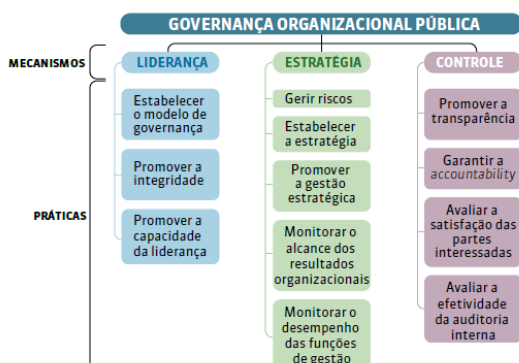 GOVERNANÇA ORGANIZACIONAL PÚBLICA
MECANISMOS
LIDERANÇA
ESTRATÉGIA
CONTROLE
PRÁTICAS
Estabelecer
o modelo de
governança
Promover a
integridade
Promover a
capacidade
da liderança
Gerir riscos
Estabelecer
a estratégia
Promover
a gestão
estratégica
Monitorar o
alcance dos
resultados
organizacionais
Monitorar o
desempenho
das funções
de gestão
Promover a
transparência
Garantir a
accountability
Avaliar a
satisfação das
partes
interessadas
Avaliar a
efetividade
da auditoria
interna